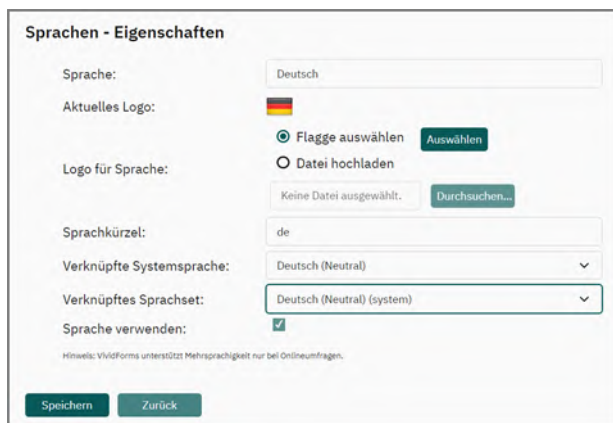 Sprachen - Eigenschaften
Sprache: Deutsch
Aktuelles Logo:
Flagge auswählen Auswählen
Datei hochladen
Logo für Sprache:
Keine Datei ausgewählt. Durchsuchen...
Sprachkürzel: de
Verknüpfte Systemsprache: Deutsch (Neutral)
Verknüpftes Sprachset: Deutsch (Neutral) (system)
Sprache verwenden:
Hinweis: VividForms unterstützt Mehrsprachigkeit nur bei Onlineumfragen.
Speichern Zurück